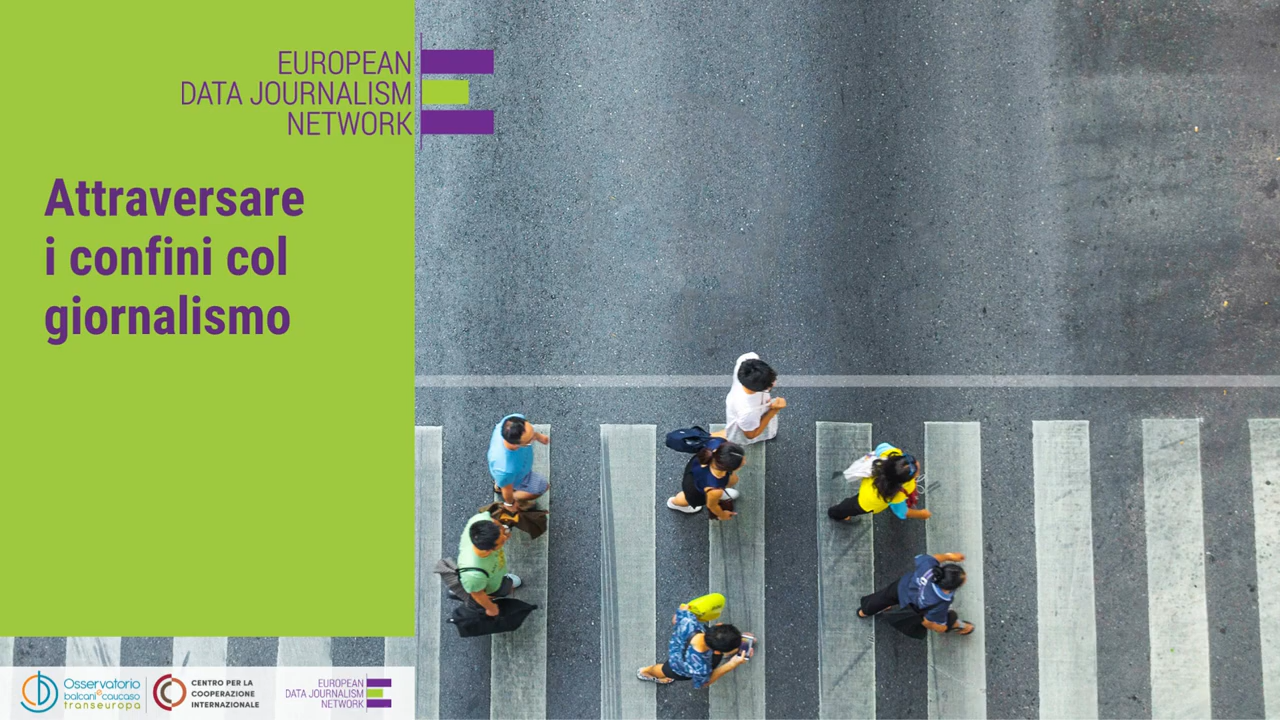 EUROPEAN
DATA JOURNALISM
NETWORK
Attraversare
i confini col
giornalismo
Osservatorio
balcani e caucaso
transeuropa
CENTRO PER LA
COOPERAZIONE
INTERNAZIONALE
EUROPEAN
DATA JOURNALISM
NETWORK